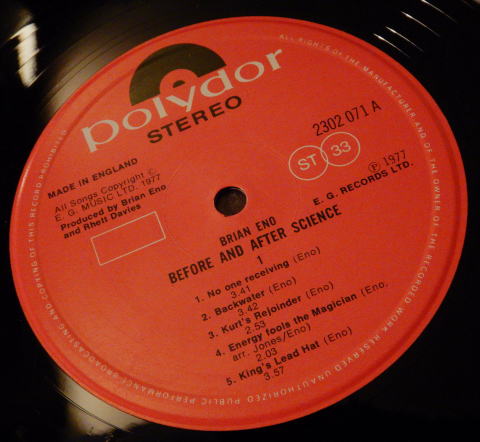 ALL RIGHTS OF THE MANUFACTURER AND OF THE OWNER OF THE RECORDED WORK RESERVED UNAUTHORIZED PUBLIC PERFORMANCE BROADCASTING AND COPYING OF THIS RECORD PROHIBITED
polydor
STEREO
MADE IN ENGLAND
All Songs Copyright ©
E. G. MUSIC LTD. 1977
Produced by Brian Eno
and Rhett Davies
2302 071 A
ST 33
℗ 1977
E. G. RECORDS LTD.
BRIAN ENO
BEFORE AND AFTER SCIENCE
1
1. No one receiving (Eno)
3.41
2. Backwater (Eno)
3.42
3. Kurt's Rejoinder (Eno)
2.53
4. Energy fools the Magician (Eno,
arr. Jones/Eno)
2.03
5. King's Lead Hat (Eno)
3.57